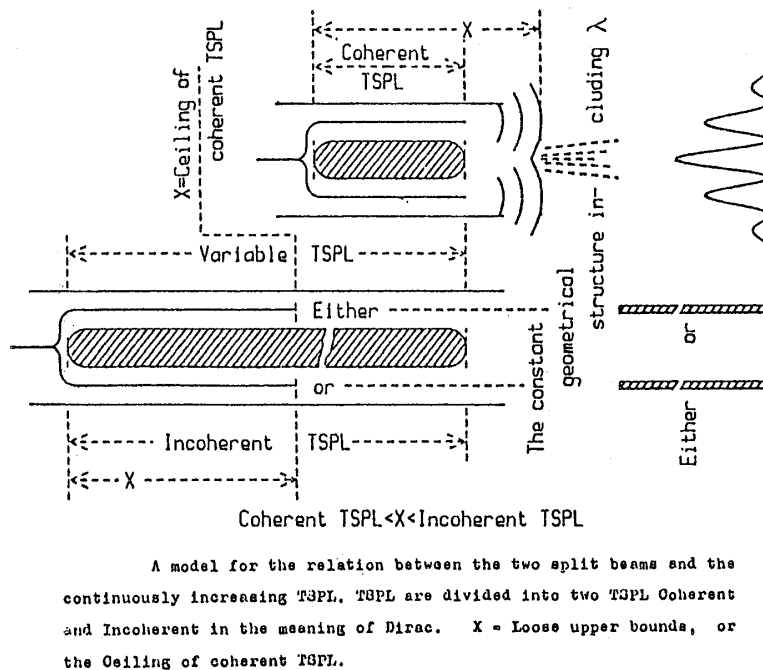 X
Coherent
TSPL
X=Ceiling of
coherent TSPL
cluding λ
structure in-
geometrical
The constant
Variable TSPL
Either
or
or
Either
Incoherent TSPL
X
Coherent TSPL<X<Incoherent TSPL
A model for the relation between the two split beams and the
continuously increasing TSPL. TSPL are divided into two TSPL Coherent
and Incoherent in the meaning of Dirac. X = Loose upper bounds, or
the Ceiling of coherent TSPL.